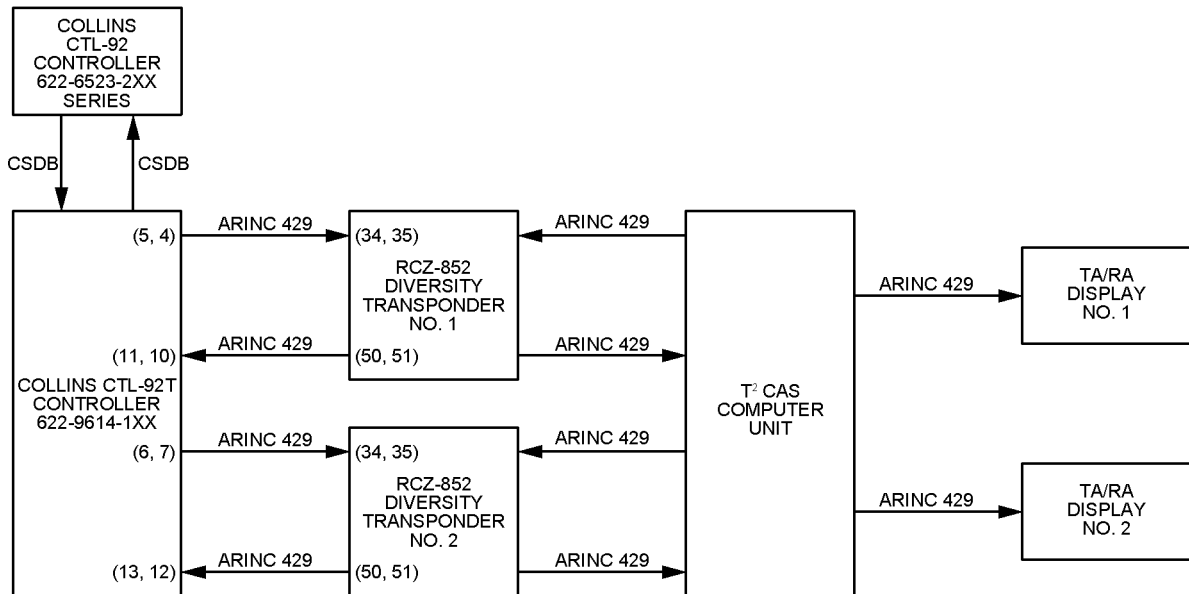 COLLINS
CTL-92
CONTROLLER
622-6523-2XX
SERIES
CSDB
CSDB
(5, 4)
ARINC 429
(34, 35)
ARINC 429
RCZ-852
DIVERSITY
TRANSPONDER
NO. 1
ARINC 429
TA/RA
DISPLAY
NO. 1
(11, 10)
ARINC 429
(50, 51)
ARINC 429
COLLINS CTL-92T
CONTROLLER
622-9614-1XX
T² CAS
COMPUTER
UNIT
(6, 7)
ARINC 429
(34, 35)
ARINC 429
RCZ-852
DIVERSITY
TRANSPONDER
NO. 2
ARINC 429
TA/RA
DISPLAY
NO. 2
(13, 12)
ARINC 429
(50, 51)
ARINC 429